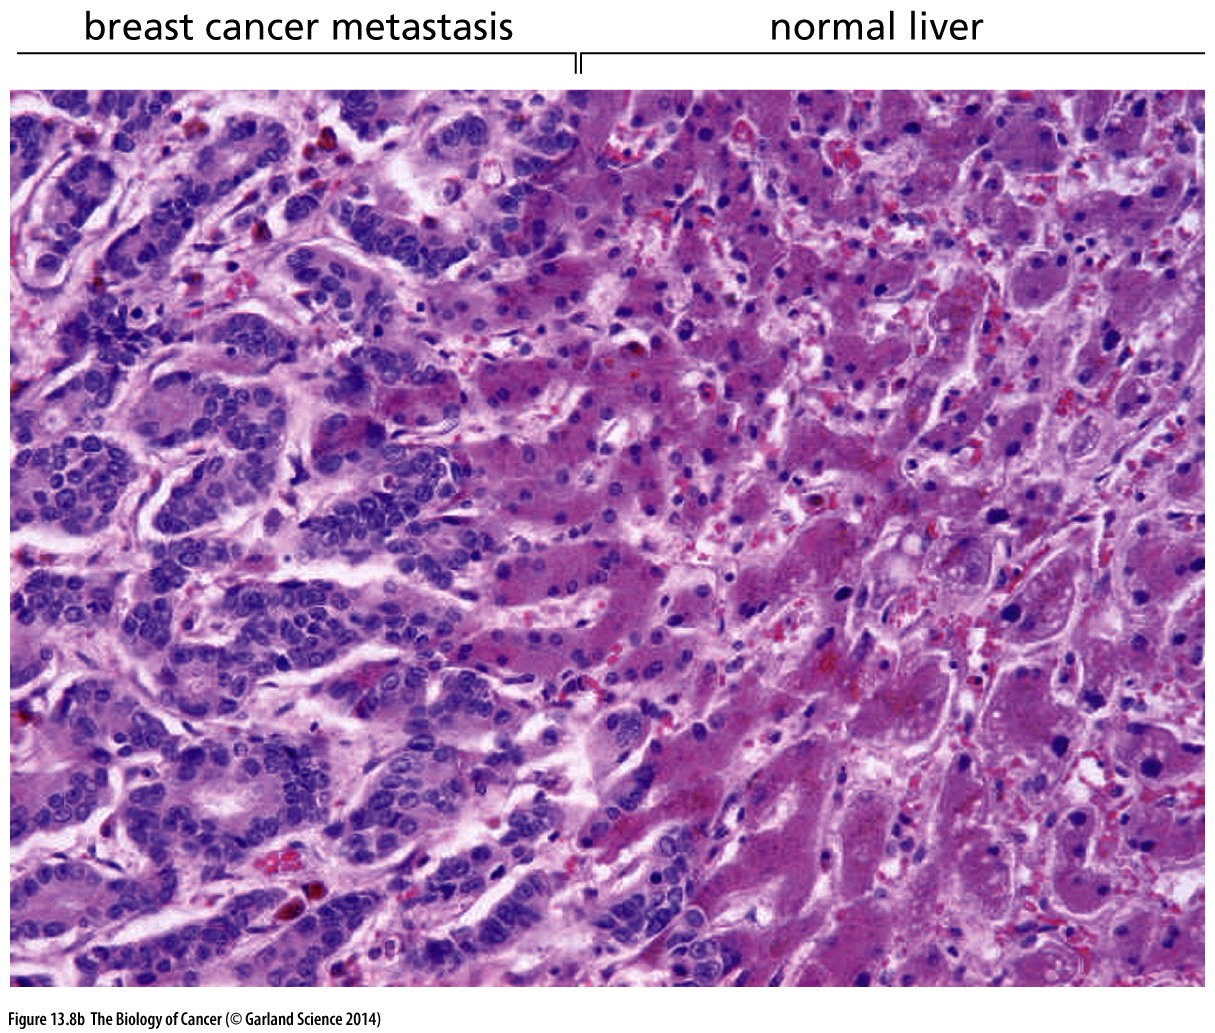 breast cancer metastasis
normal liver
Figure 13.8b The Biology of Cancer (© Garland Science 2014)